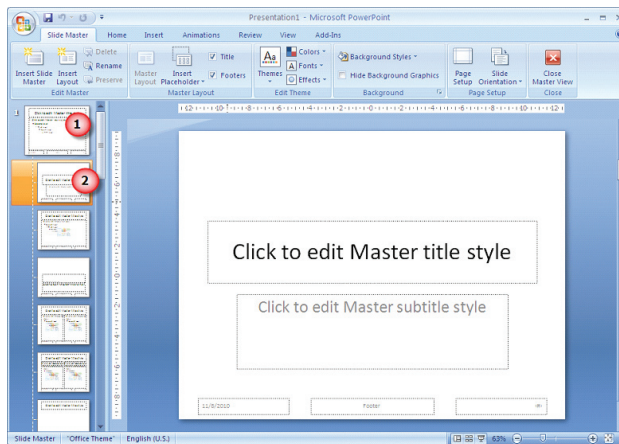 Presentation1 - Microsoft PowerPoint
Slide Master Home Insert Animations Review View Add-Ins
Insert Slide Master
Insert Layout
Delete
Rename
Preserve
Edit Master
Master Layout
Insert Placeholder
Title
Footers
Master Layout
Themes
Colors
Fonts
Effects
Edit Theme
Background Styles
Hide Background Graphics
Background
Page Setup
Slide Orientation
Page Setup
Close Master View
Close
1
1
2
Click to edit Master title style
Click to edit Master subtitle style
11/8/2010 Footer ‹#›
Slide Master "Office Theme" English (U.S.) 63%